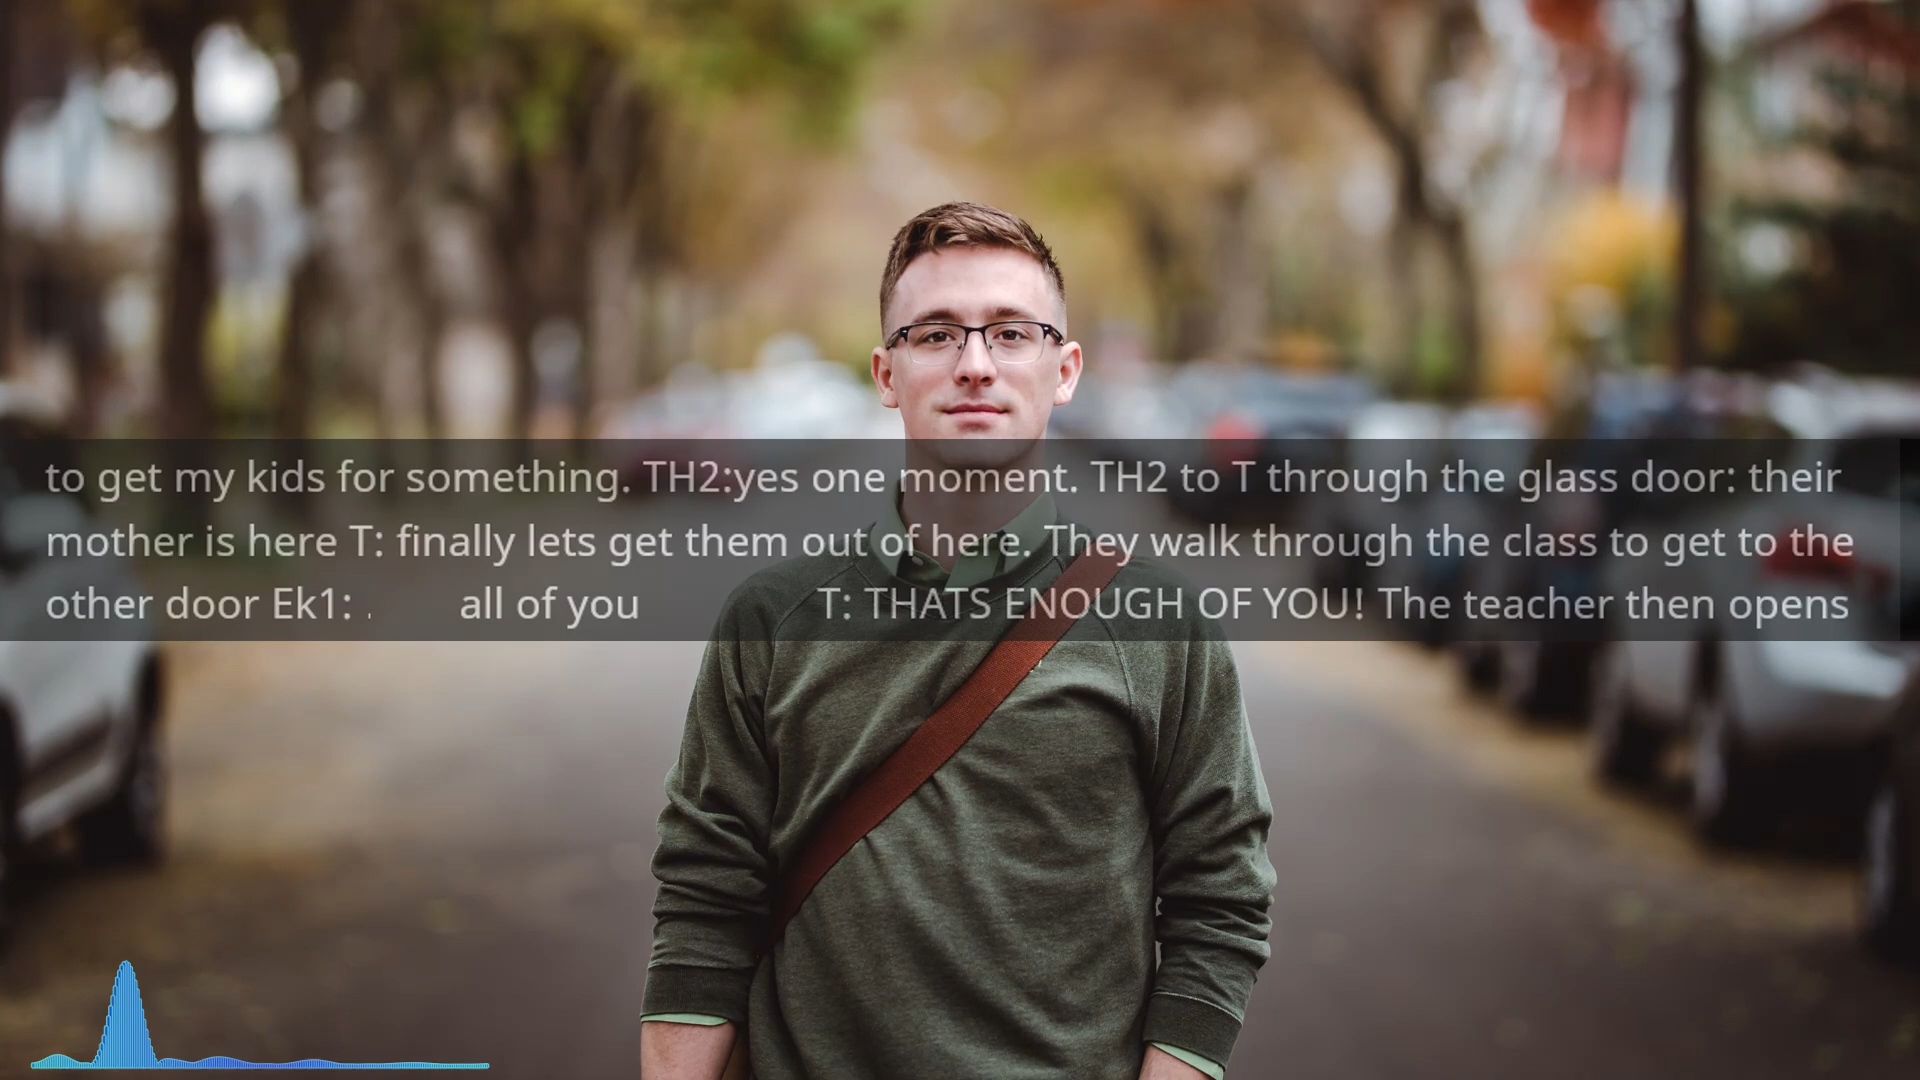 to get my kids for something. TH2:yes one moment. TH2 to T through the glass door: their
mother is here T: finally lets get them out of here. They walk through the class to get to the
other door Ek1: . all of you T: THATS ENOUGH OF YOU! The teacher then opens